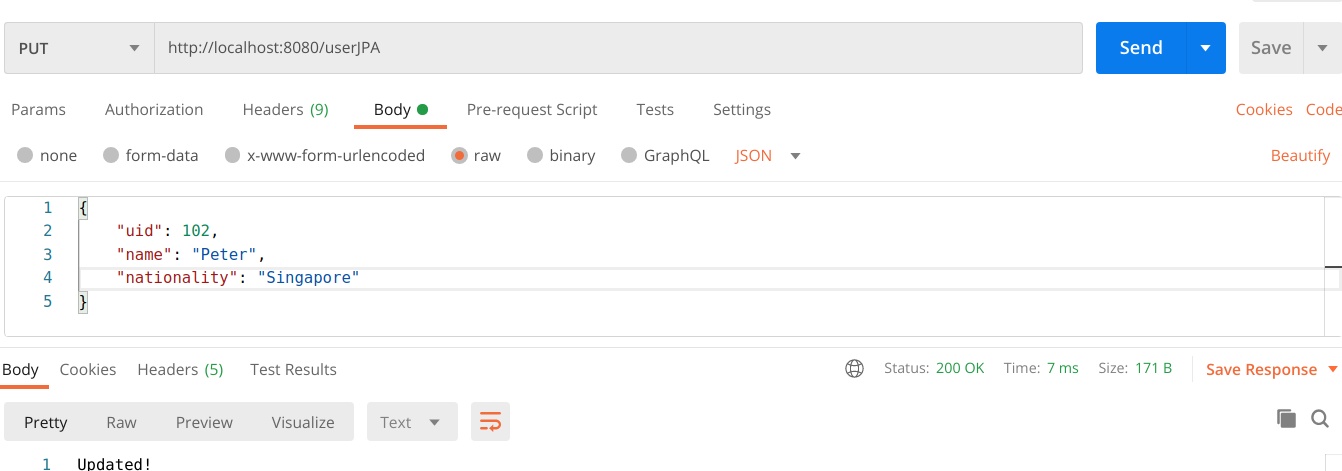 PUT http://localhost:8080/userJPA Send Save
Params Authorization Headers (9) Body Pre-request Script Tests Settings Cookies Code
none form-data x-www-form-urlencoded raw binary GraphQL JSON Beautify
1 {
2 "uid": 102,
3 "name": "Peter",
4 "nationality": "Singapore"
5 }
Body Cookies Headers (5) Test Results Status: 200 OK Time: 7 ms Size: 171 B Save Response
Pretty Raw Preview Visualize Text
1 Updated!